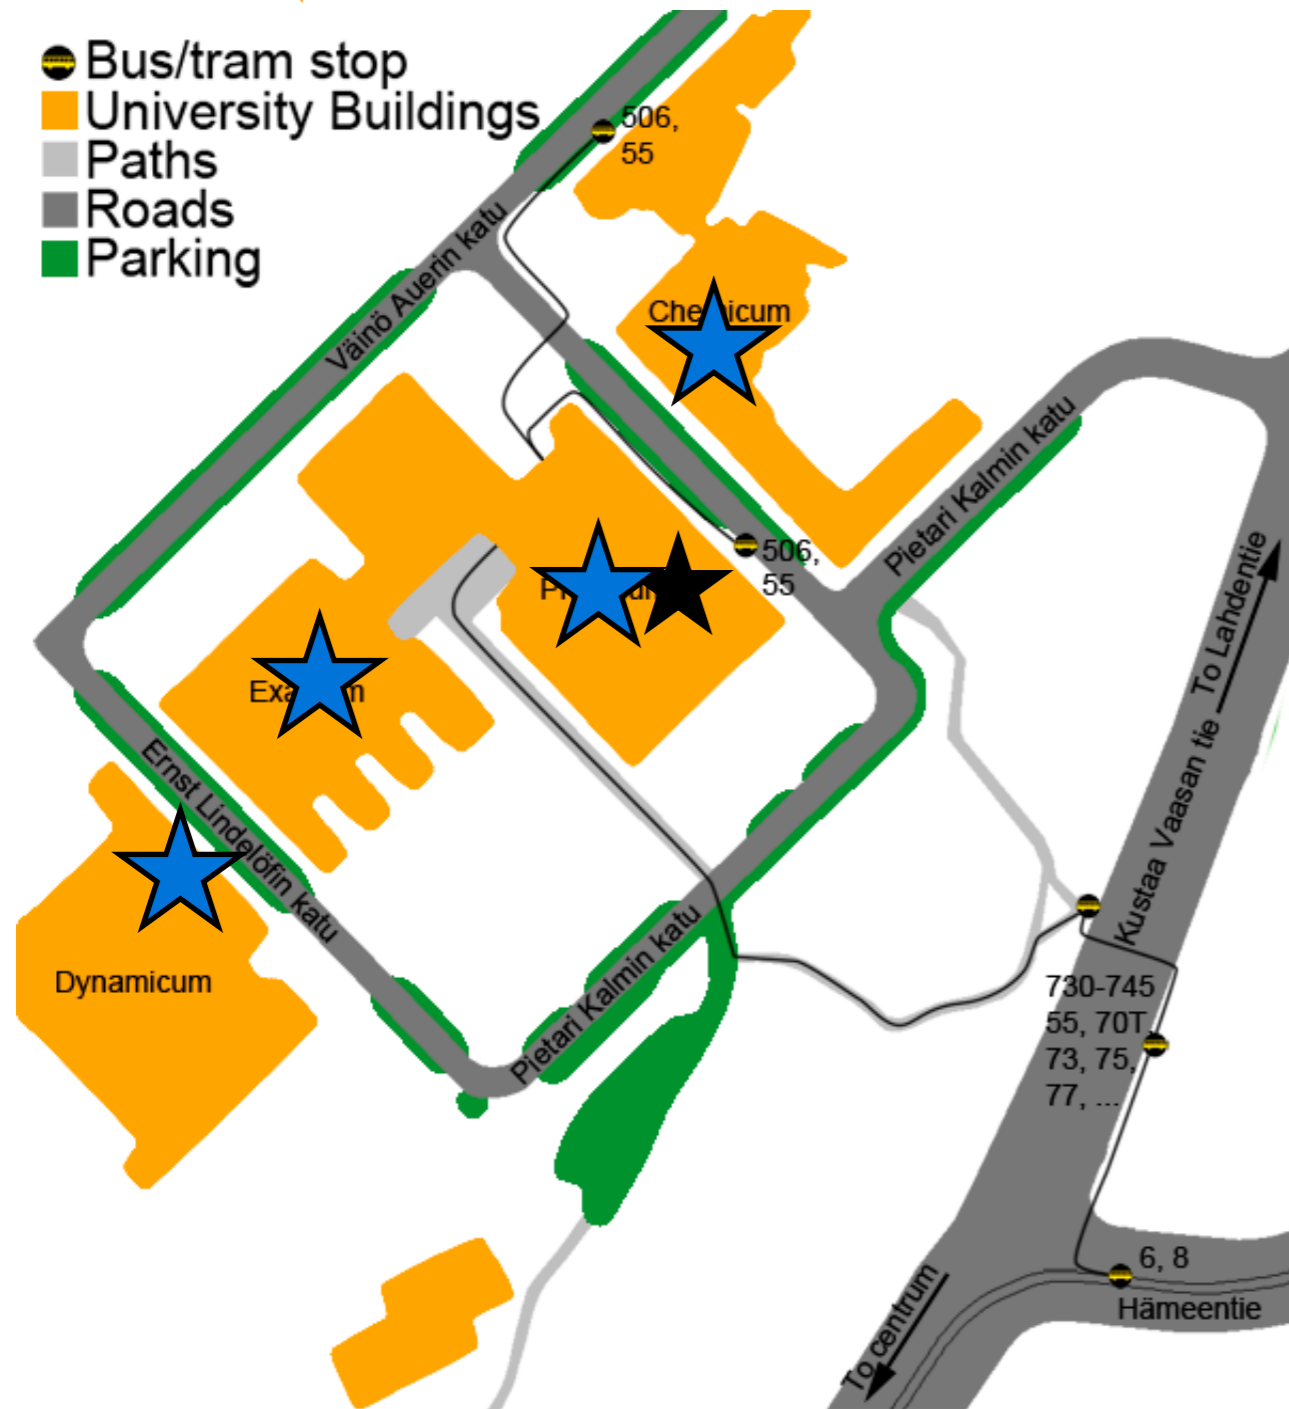 Bus/tram stop
University Buildings
Paths
Roads
Parking
506,
55
Väinö Auerin katu
Pietari Kalmin katu
506,
55
To Lahdentie
Kustaa Vaasan tie
Ernst Lindelöfin katu
Dynamicum
Pietari Kalmin katu
730-745
55, 70T,
73, 75,
77, ...
6, 8
Hämeentie
To centrum